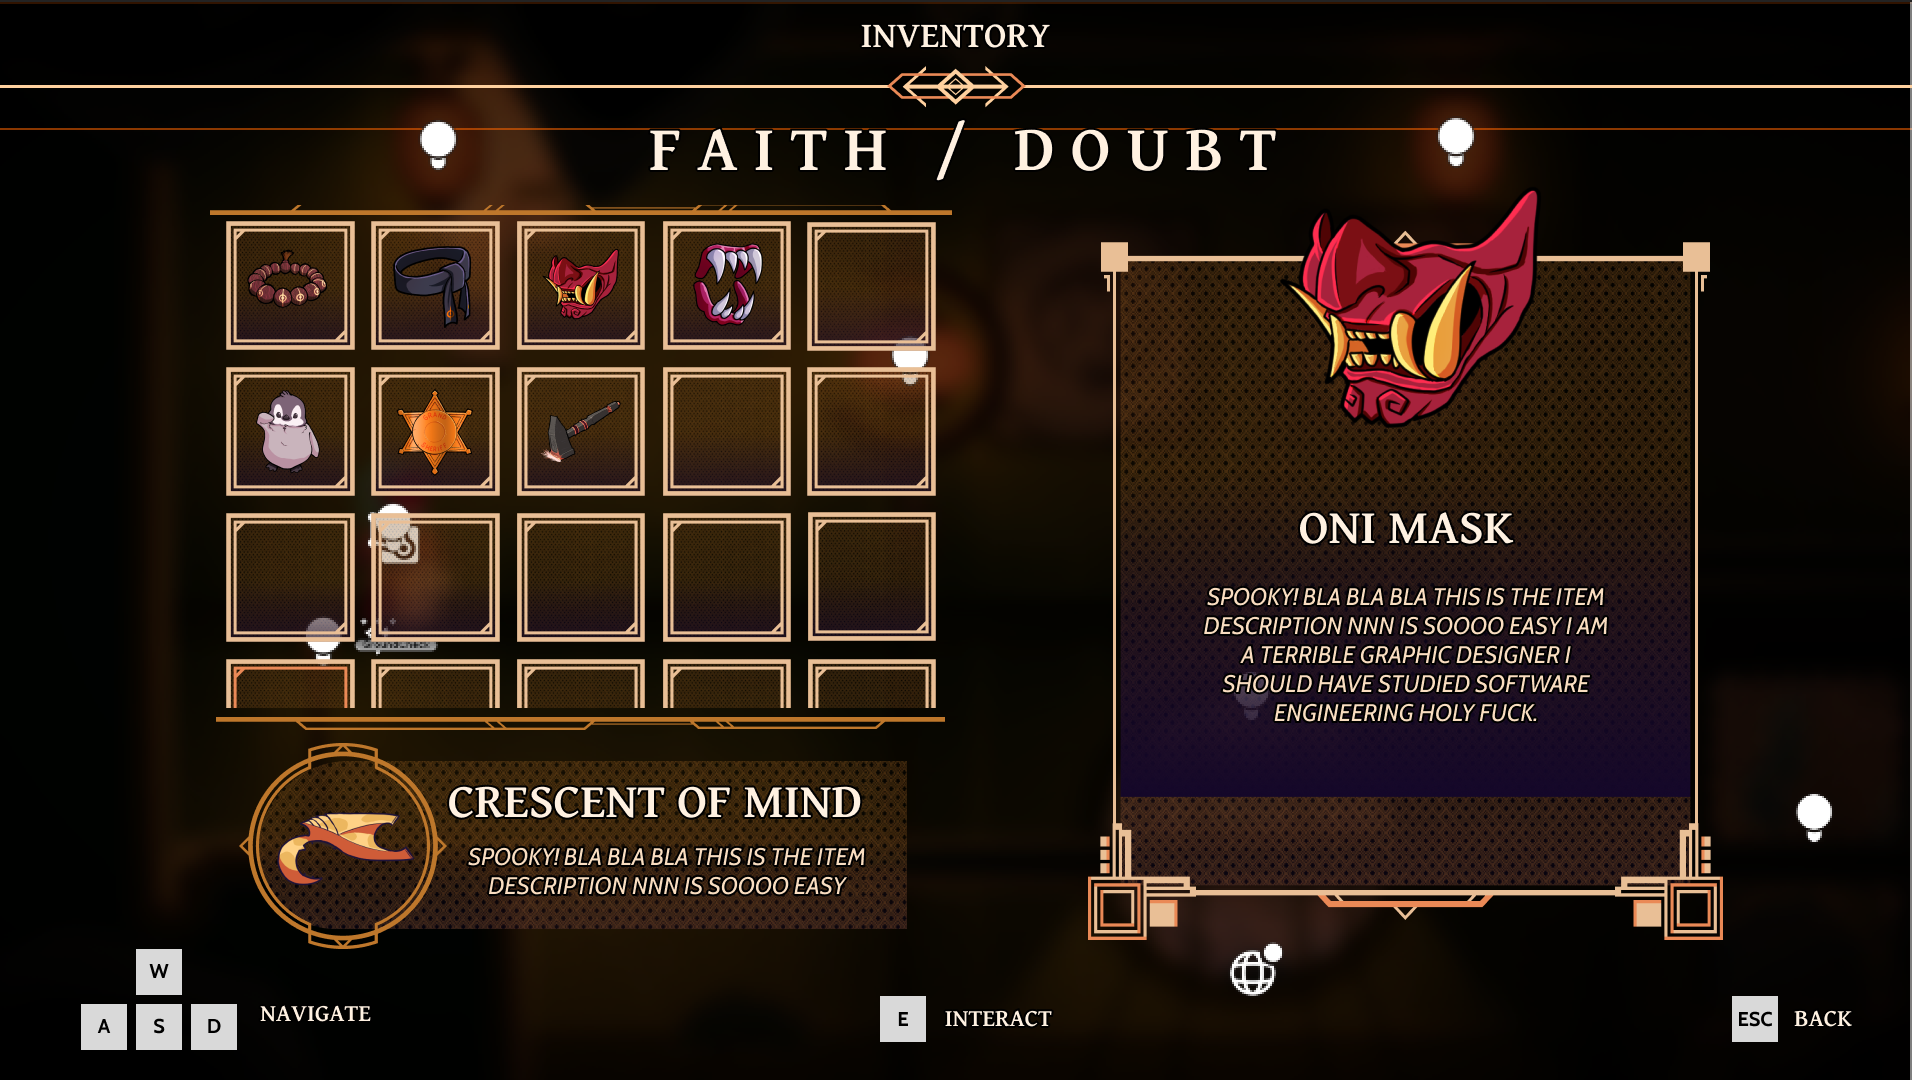 INVENTORY
FAITH / DOUBT
ONI MASK
SPOOKY! BLA BLA BLA THIS IS THE ITEM
DESCRIPTION NNN IS SOOOO EASY I AM
A TERRIBLE GRAPHIC DESIGNER I
SHOULD HAVE STUDIED SOFTWARE
ENGINEERING HOLY FUCK.
CRESCENT OF MIND
SPOOKY! BLA BLA BLA THIS IS THE ITEM
DESCRIPTION NNN IS SOOOO EASY
W
A S D NAVIGATE
E INTERACT
ESC BACK